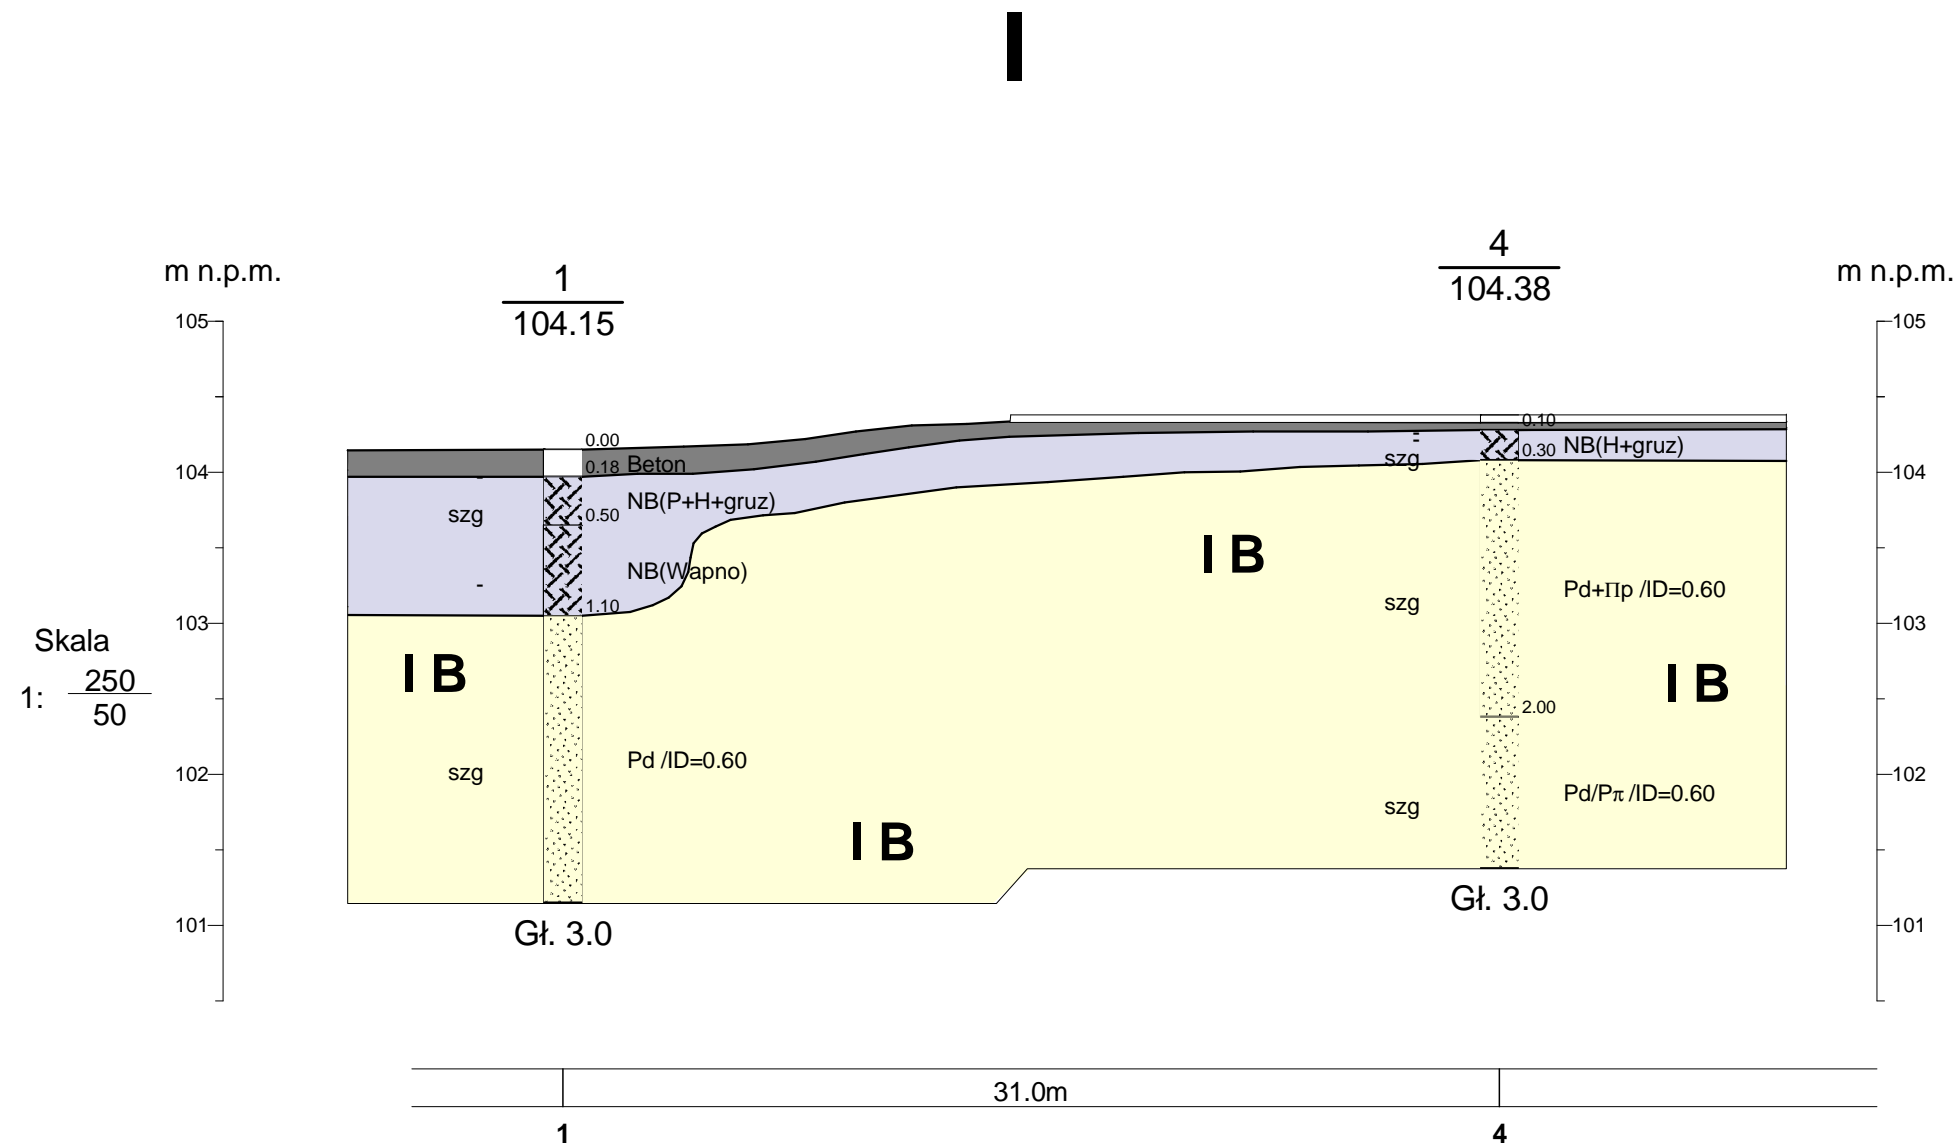 I
m n.p.m.
1
104.15
4
104.38
m n.p.m.
105
104
103
102
101
105
104
103
102
101
Skala
1: 250
50
0.00
0.18 Beton
0.50 NB(P+H+gruz)
NB(Wapno)
1.10
szg
-
szg
I B
Pd /ID=0.60
I B
I B
Gł. 3.0
0.10
0.30 NB(H+gruz)
szg
szg
Pd+Πp /ID=0.60
I B
2.00
szg
Pd/Pπ /ID=0.60
Gł. 3.0
31.0m
1
4